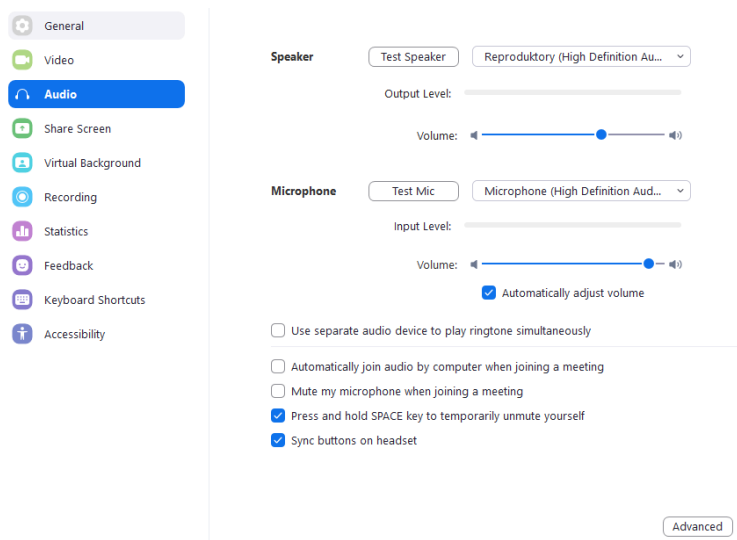 General
Video
Audio
Share Screen
Virtual Background
Recording
Statistics
Feedback
Keyboard Shortcuts
Accessibility
Speaker Test Speaker Reproduktory (High Definition Au...
Output Level:
Volume:
Microphone Test Mic Microphone (High Definition Aud...
Input Level:
Volume:
Automatically adjust volume
Use separate audio device to play ringtone simultaneously
Automatically join audio by computer when joining a meeting
Mute my microphone when joining a meeting
Press and hold SPACE key to temporarily unmute yourself
Sync buttons on headset
Advanced